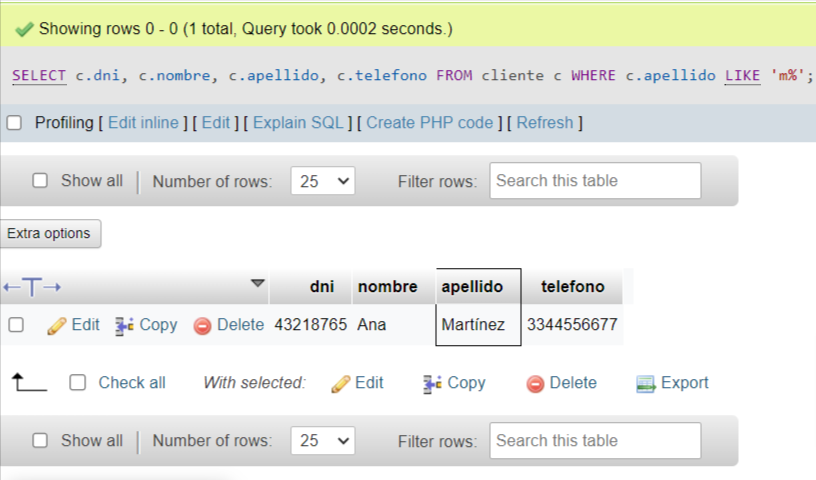 Showing rows 0 - 0 (1 total, Query took 0.0002 seconds.)
SELECT c.dni, c.nombre, c.apellido, c.telefono FROM cliente c WHERE c.apellido LIKE 'm%';
Profiling [ Edit inline ] [ Edit ] [ Explain SQL ] [ Create PHP code ] [ Refresh ]
Show all Number of rows: 25 Filter rows: Search this table
Extra options
dni nombre apellido telefono
Edit Copy Delete 43218765 Ana Martínez 3344556677
Check all With selected: Edit Copy Delete Export
Show all Number of rows: 25 Filter rows: Search this table